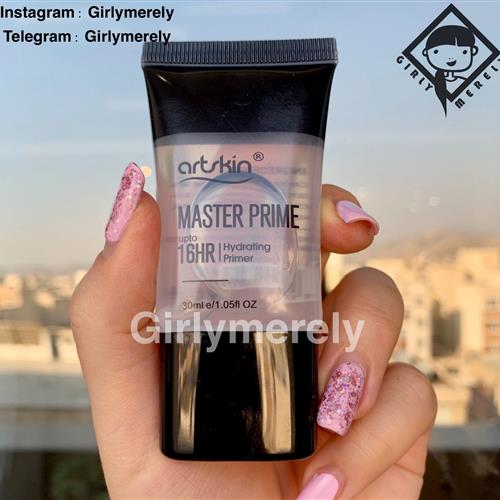 Instagram : Girlymerely
Telegram : Girlymerely
GIRLY MERELY
artskin®
MASTER PRIME
upto
16HR | Hydrating
Primer
30ml e/1.05fl OZ
Girlymerely